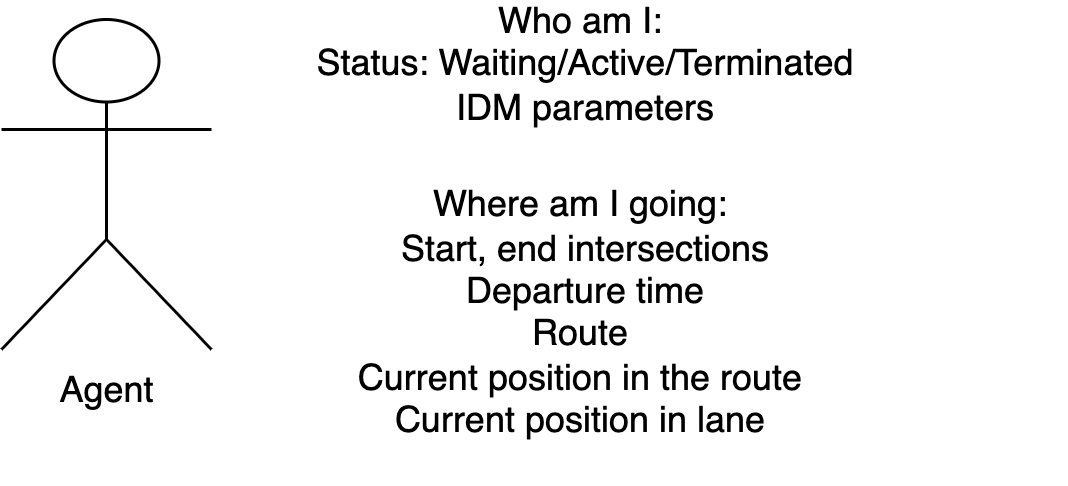 Who am I:
Status: Waiting/Active/Terminated
IDM parameters
Where am I going:
Start, end intersections
Departure time
Route
Current position in the route
Current position in lane
Agent